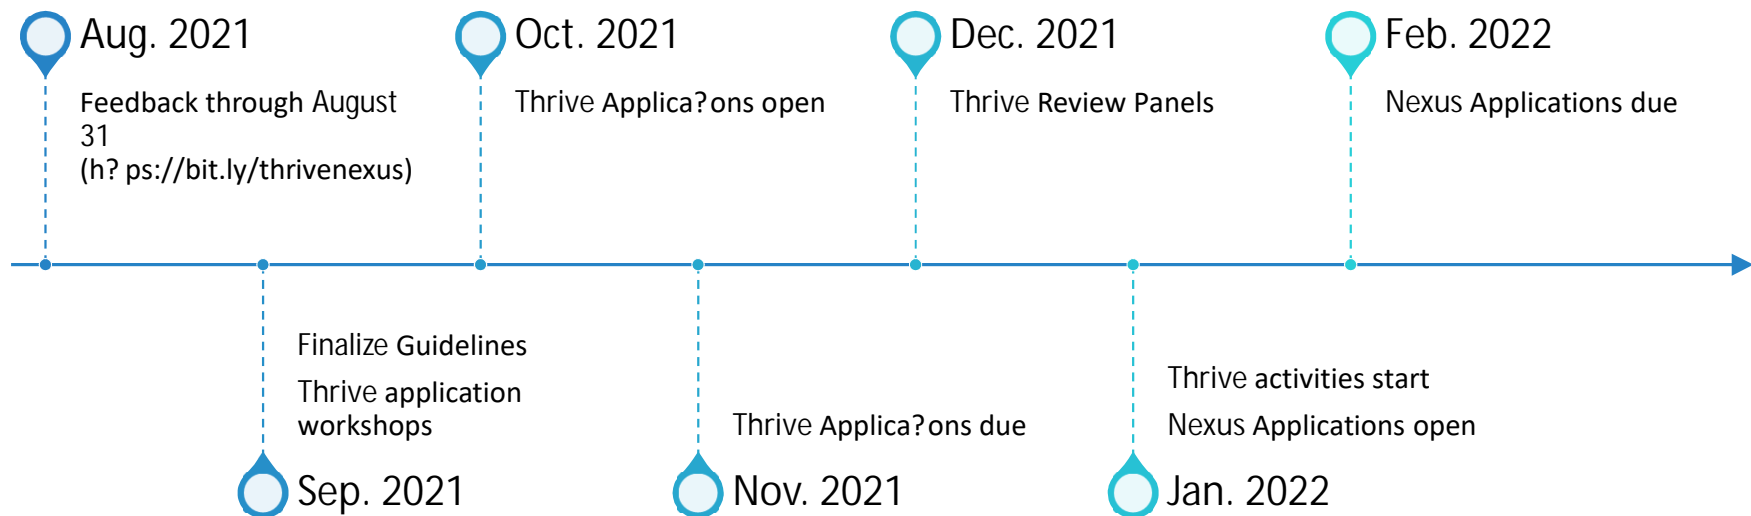 Aug. 2021
Feedback through August
31
(h? ps://bit.ly/thrivenexus)
Oct. 2021
Thrive Applica?ons open
Dec. 2021
Thrive Review Panels
Feb. 2022
Nexus Applications due
Finalize Guidelines
Thrive application
workshops
Sep. 2021
Thrive Applica?ons due
Nov. 2021
Thrive activities start
Nexus Applications open
Jan. 2022